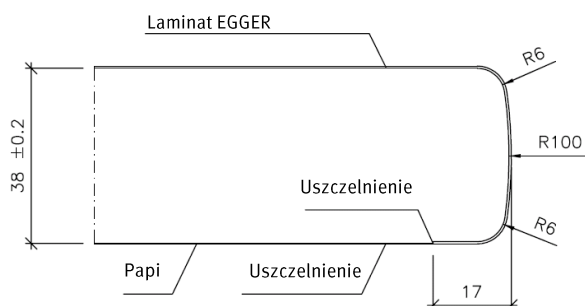 Laminat EGGER
R6
38 ±0.2
R100
Uszczelnienie
R6
Papi
Uszczelnienie
17